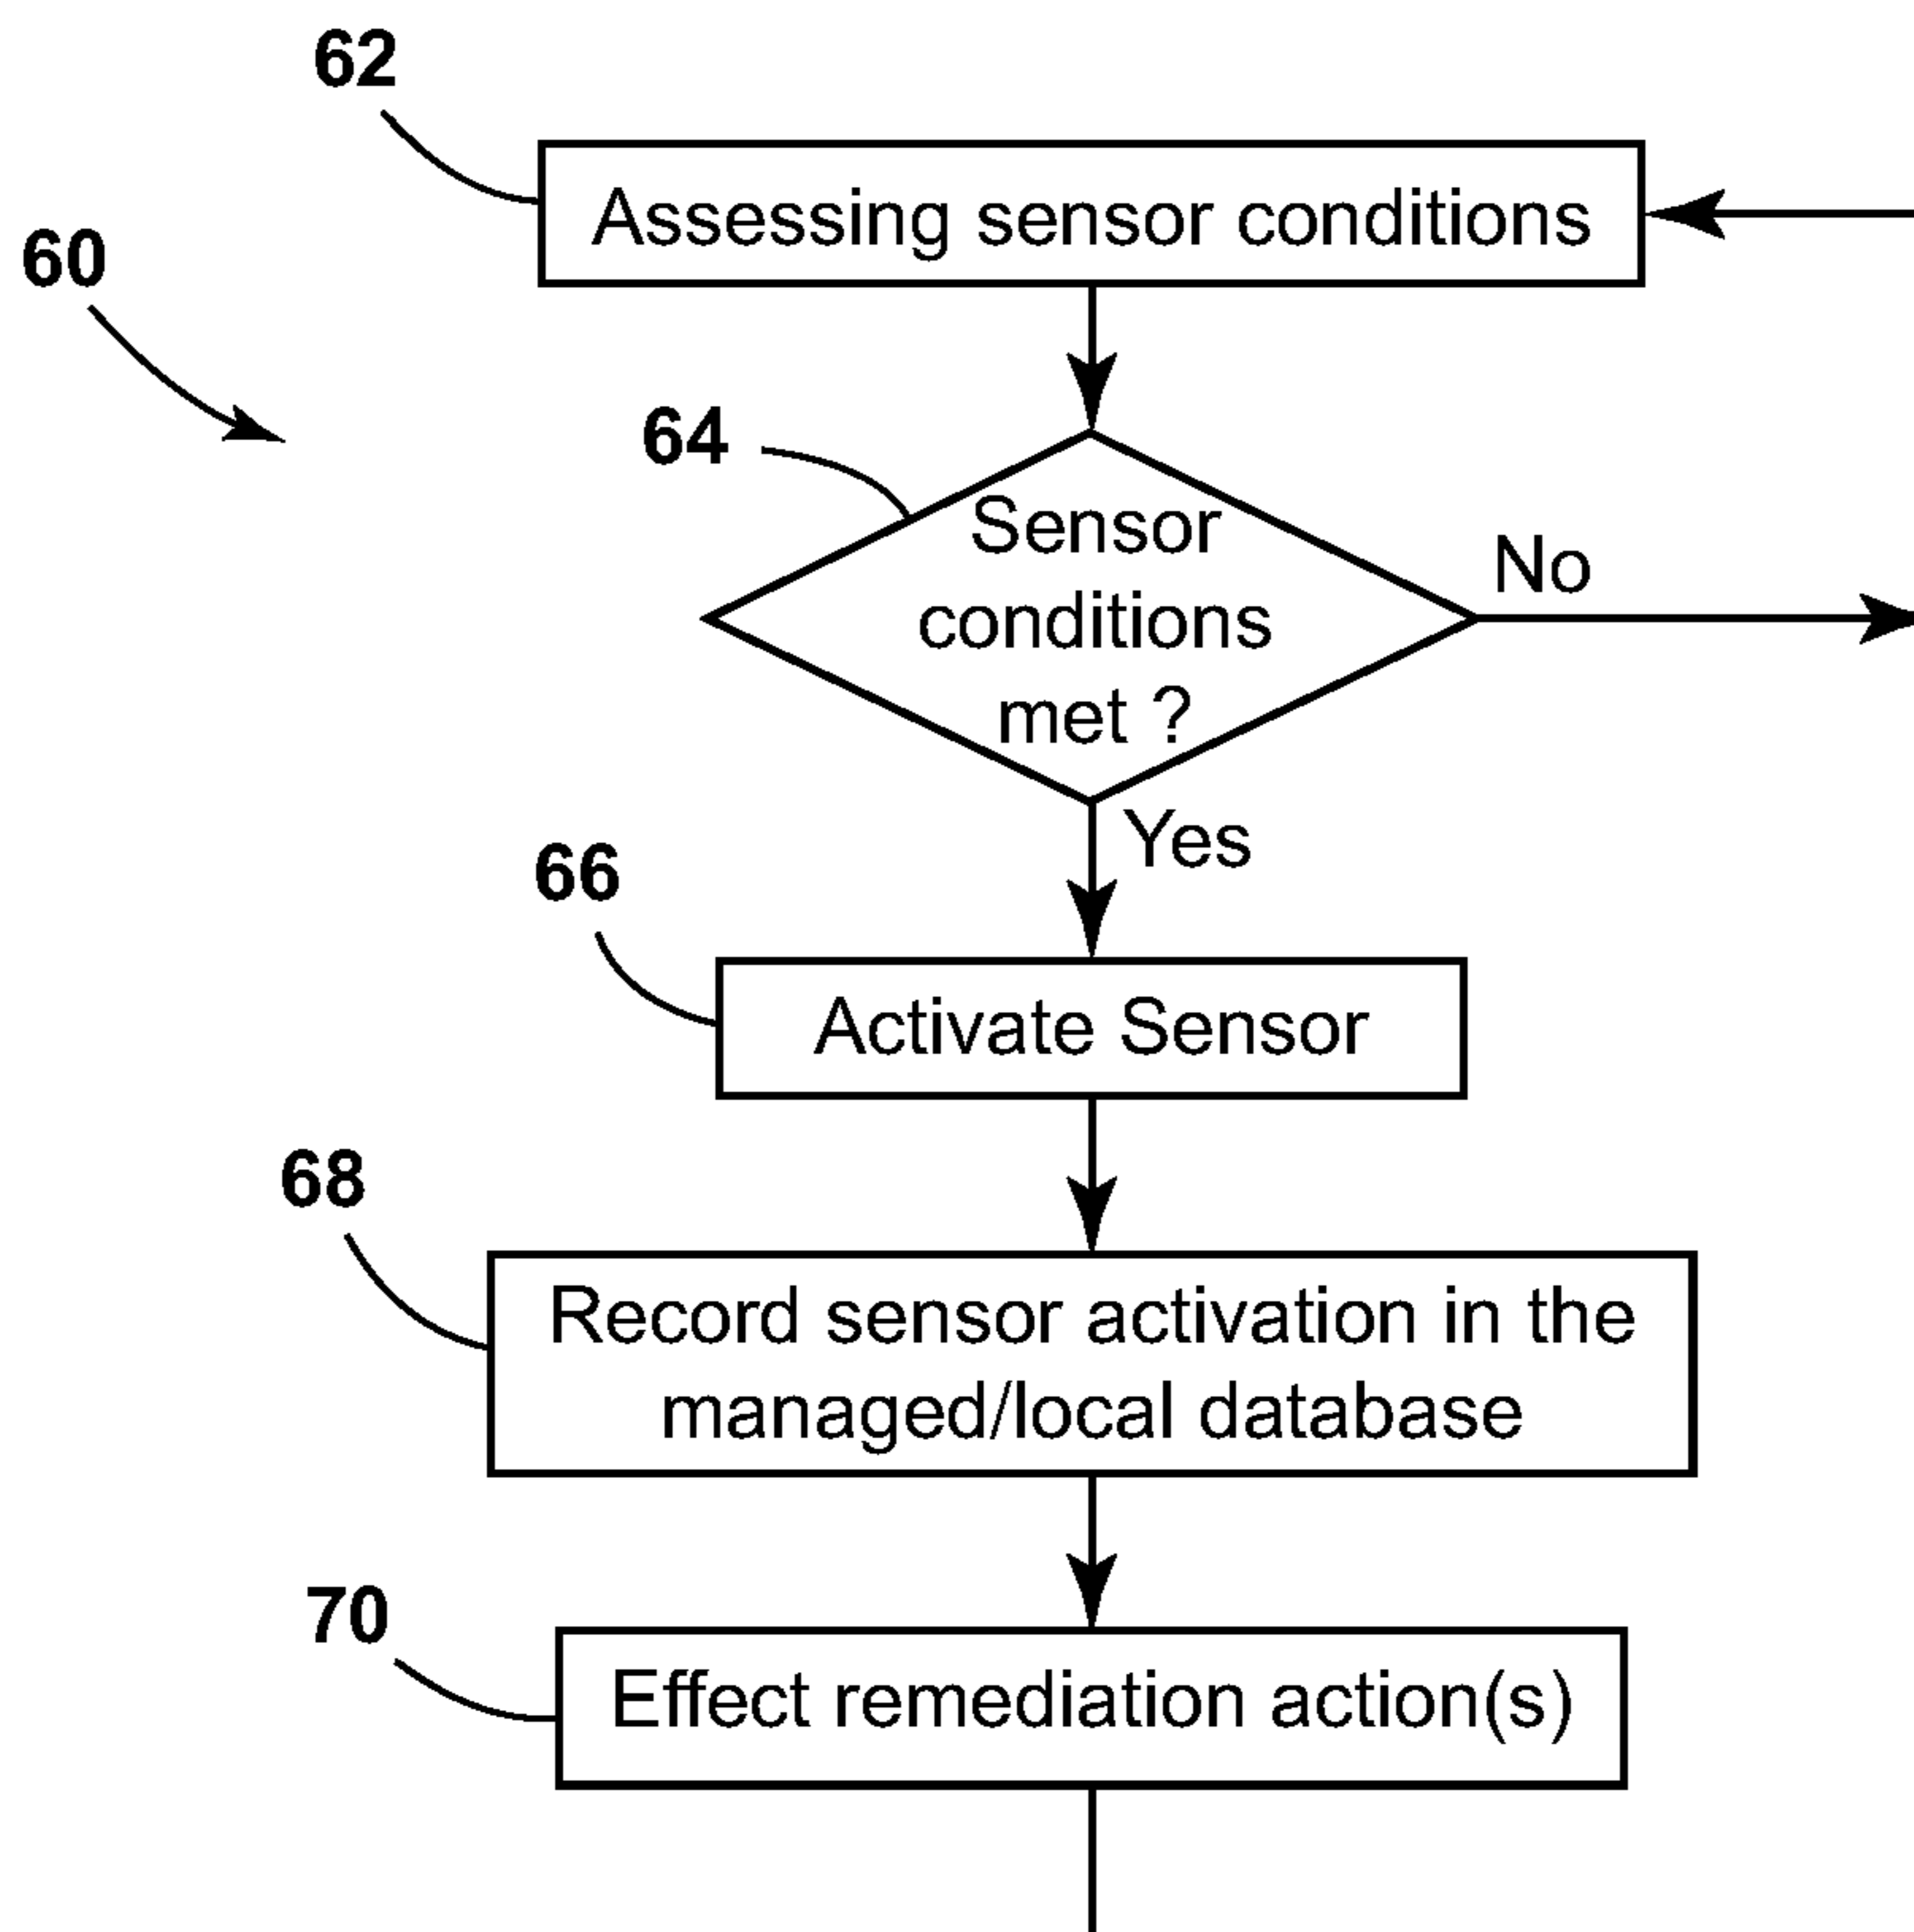 62
Assessing sensor conditions
60
64
Sensor
conditions
met ?
No
Yes
66
Activate Sensor
68
Record sensor activation in the
managed/local database
70
Effect remediation action(s)